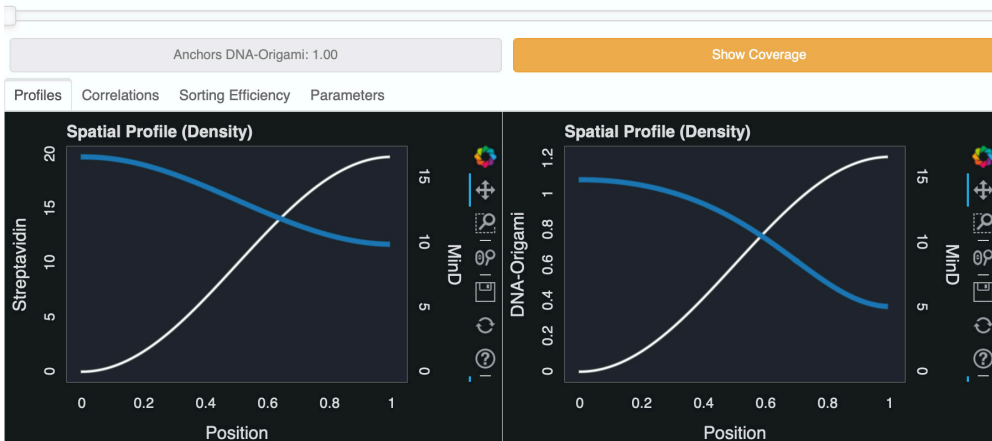 Anchors DNA-Origami: 1.00
Show Coverage
Profiles Correlations Sorting Efficiency Parameters
Spatial Profile (Density)
Streptavidin
20
15
10
5
0
15
10
5
0
MinD
0 0.2 0.4 0.6 0.8 1
Position
Spatial Profile (Density)
DNA-Origami
1.2
1
0.8
0.6
0.4
0.2
0
15
10
5
0
MinD
0 0.2 0.4 0.6 0.8 1
Position